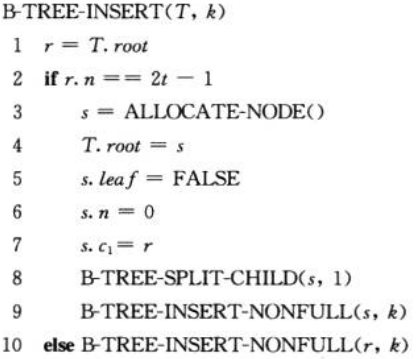 B-TREE-INSERT(T, k)
1 r = T. root
2 if r. n == 2t − 1
3 s = ALLOCATE-NODE()
4 T. root = s
5 s. leaf = FALSE
6 s. n = 0
7 s. c₁ = r
8 B-TREE-SPLIT-CHILD(s, 1)
9 B-TREE-INSERT-NONFULL(s, k)
10 else B-TREE-INSERT-NONFULL(r, k)